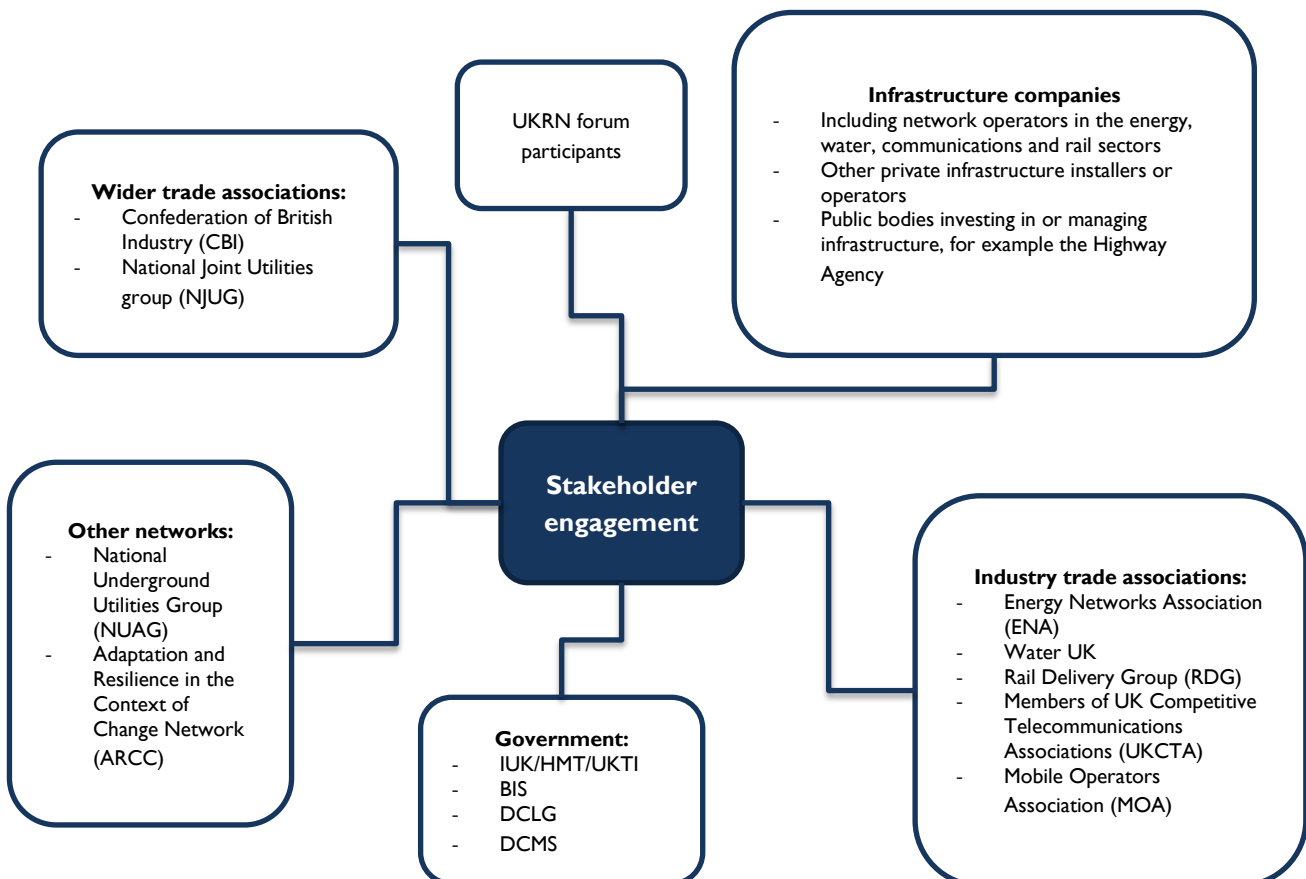 UKRN forum
participants
Infrastructure companies
- Including network operators in the energy,
water, communications and rail sectors
- Other private infrastructure installers or
operators
- Public bodies investing in or managing
infrastructure, for example the Highway
Agency
Wider trade associations:
- Confederation of British
Industry (CBI)
- National Joint Utilities
group (NJUG)
Stakeholder
engagement
Other networks:
- National
Underground
Utilities Group
(NUAG)
- Adaptation and
Resilience in the
Context of
Change Network
(ARCC)
Government:
- IUK/HMT/UKTI
- BIS
- DCLG
- DCMS
Industry trade associations:
- Energy Networks Association
(ENA)
- Water UK
- Rail Delivery Group (RDG)
- Members of UK Competitive
Telecommunications
Associations (UKCTA)
- Mobile Operators
Association (MOA)